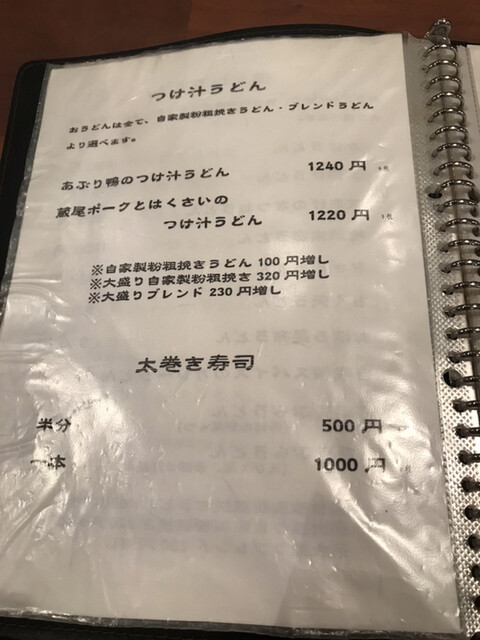 つけ汁うどん
おうどんは全て、自家製粉粗挽きうどん・ブレンドうどん
より選べます。
あぶり鴨のつけ汁うどん 1240 円
蔵尾ポークとはくさいの
つけ汁うどん 1220 円
※自家製粉粗挽きうどん 100 円増し
※大盛り自家製粉粗挽き 320 円増し
※大盛りブレンド 230 円増し
太巻き寿司
半分 500 円
一本 1000 円